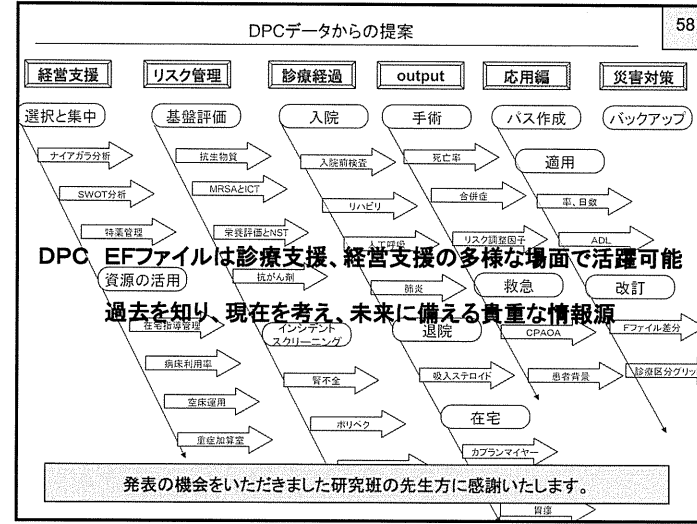 DPCデータからの提案
58
経営支援
リスク管理
診療経過
output
応用編
災害対策
選択と集中
基盤評価
入院
手術
パス作成
バックアップ
ナイアガラ分析
抗生物質
入院前検査
死亡率
適用
SWOT分析
MRSAとICT
リハビリ
合併症
率、日数
特薬管理
栄養評価とNST
人工呼吸
リスク調整因子
ADL
DPC EFファイルは診療支援、経営支援の多様な場面で活躍可能
資源の活用
抗がん剤
肺炎
救急
改訂
過去を知り、現在を考え、未来に備える貴重な情報源
在宅指導管理
インシデント
スクリーニング
退院
CPAOA
Fファイル差分
病床利用率
腎不全
吸入ステロイド
患者背景
診療区分グリッ
空床運用
ポリペク
在宅
重症加算室
カプランマイヤー
発表の機会をいただきました研究班の先生方に感謝いたします。
胃瘻